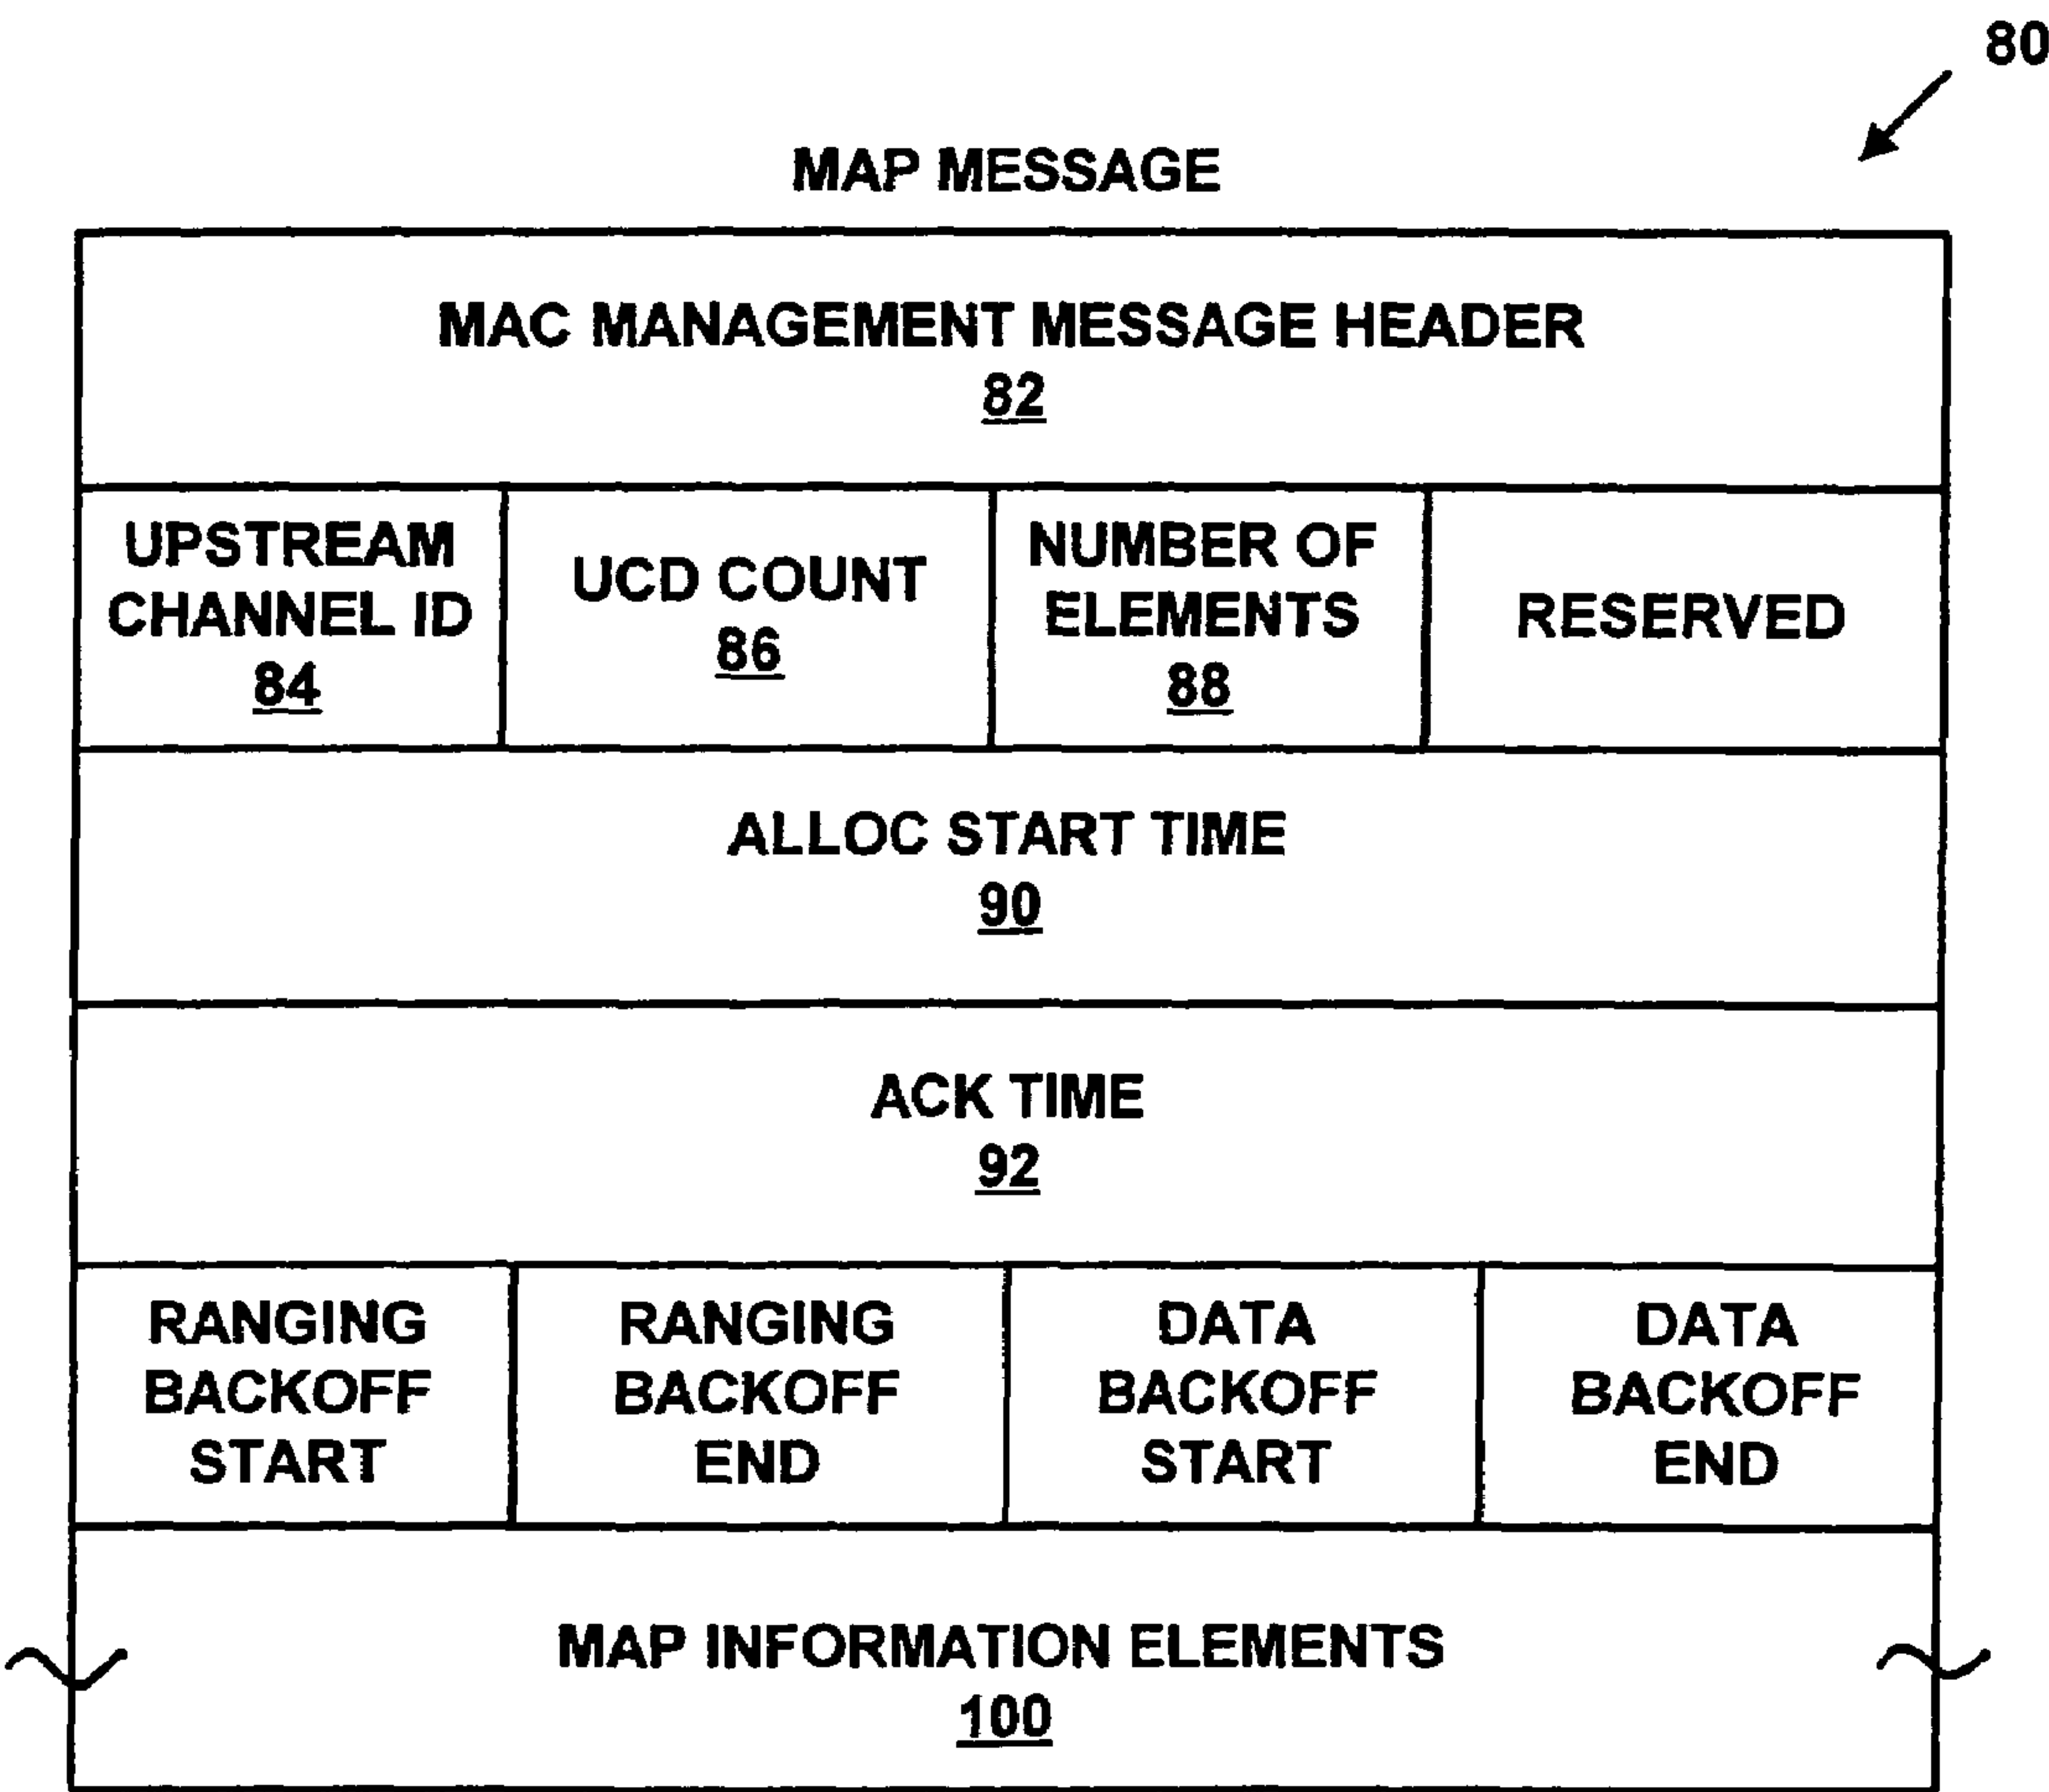 80
MAP MESSAGE
MAC MANAGEMENT MESSAGE HEADER
82
UPSTREAM
CHANNEL ID
84
UCD COUNT
86
NUMBER OF
ELEMENTS
88
RESERVED
ALLOC START TIME
90
ACK TIME
92
RANGING
BACKOFF
START
RANGING
BACKOFF
END
DATA
BACKOFF
START
DATA
BACKOFF
END
MAP INFORMATION ELEMENTS
100